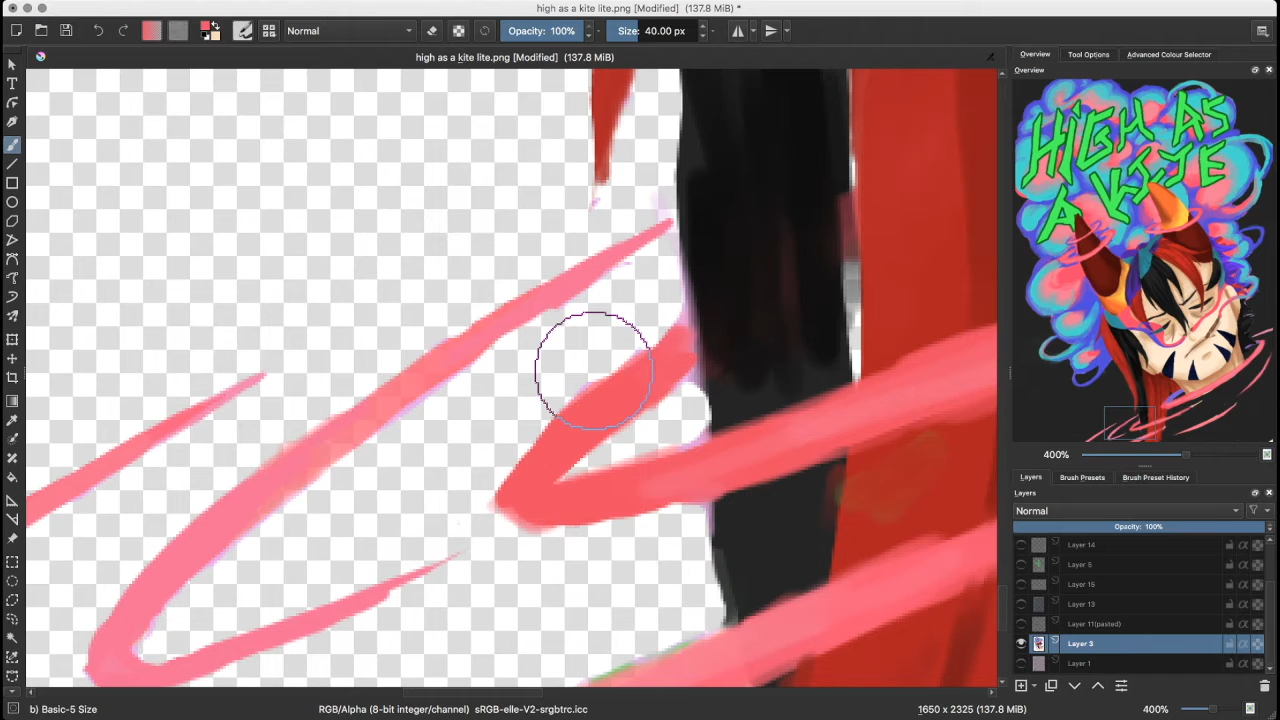 high as a kite lite.png [Modified] (137.8 MiB) *
Normal
Opacity: 100%
Size: 40.00 px
high as a kite lite.png [Modified] (137.8 MiB)
Overview
Tool Options
Advanced Colour Selector
Overview
HIGH AS
A KITE
400%
Layers
Brush Presets
Brush Preset History
Layers
Normal
Opacity: 100%
Layer 14
Layer 5
Layer 15
Layer 13
Layer 11(pasted)
Layer 3
Layer 1
b) Basic-5 Size
RGB/Alpha (8-bit integer/channel) sRGB-elle-V2-srgbtrc.icc
1650 x 2325 (137.8 MiB)
400%